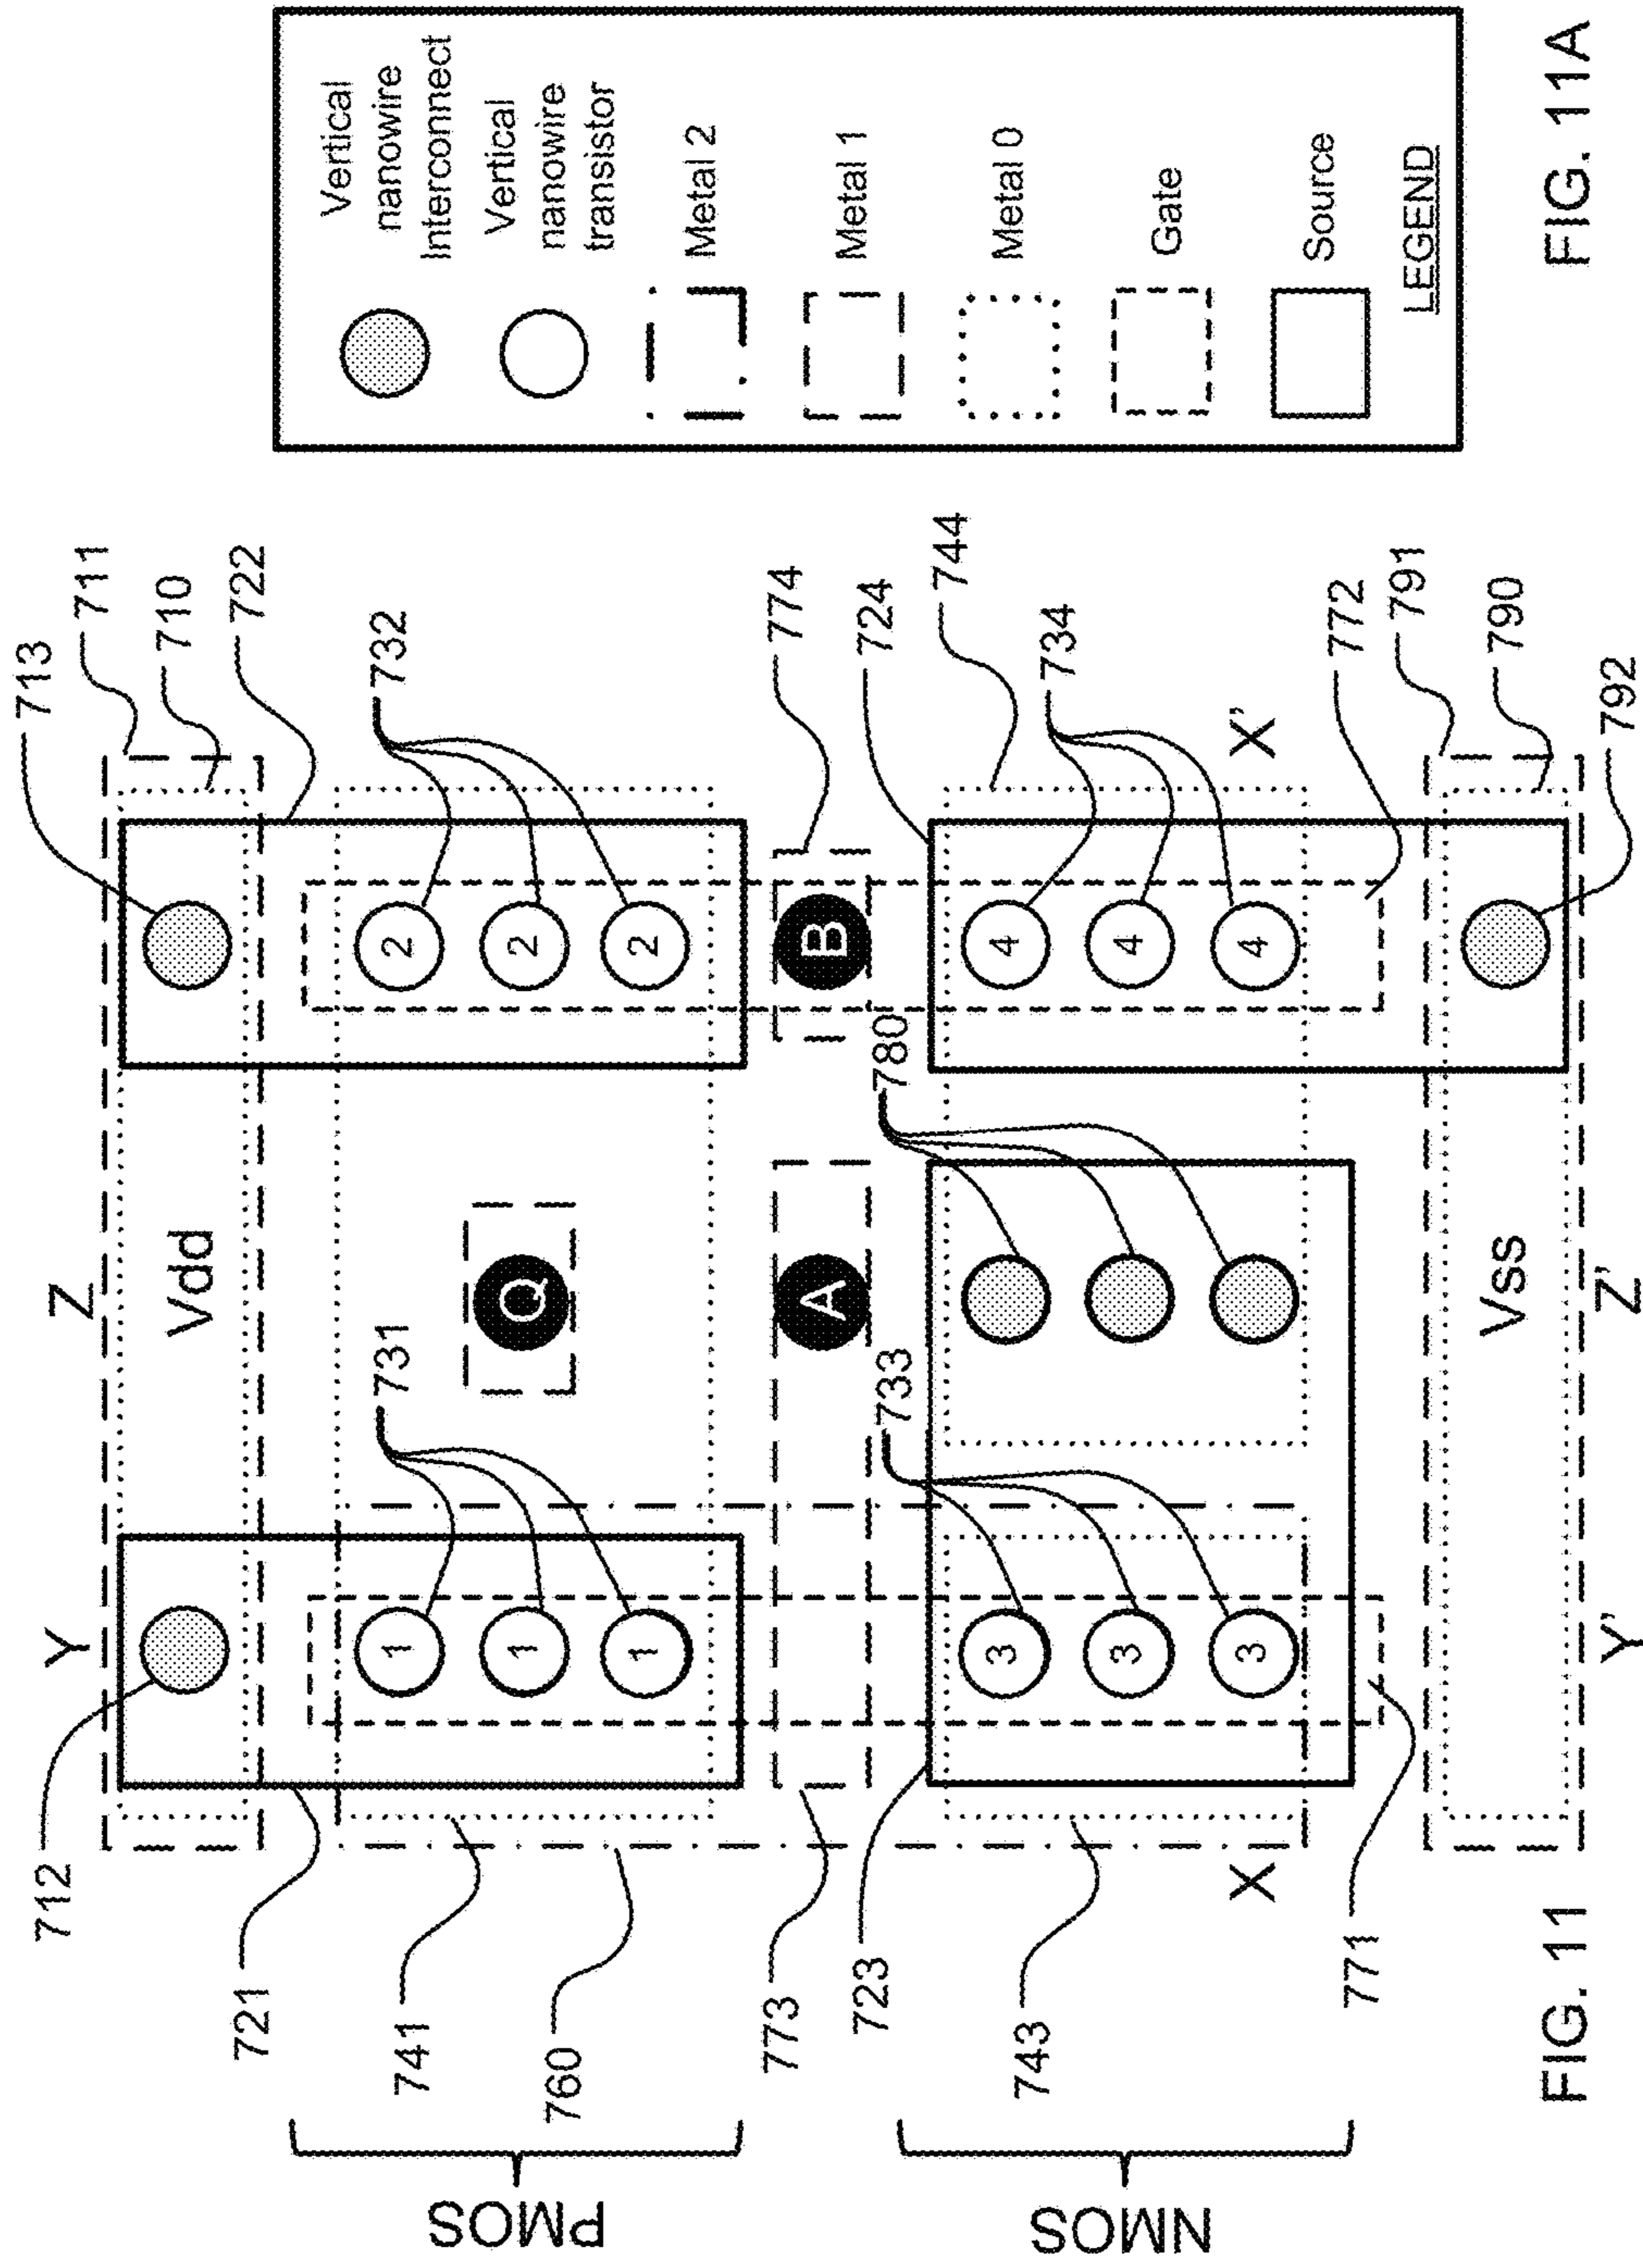 713
711
710
722
732
774
724
744
734
772
791
790
792
Z
Vdd
Y
712
2
2
2
B
4
4
4
X'
780
Q
A
731
733
1
1
1
3
3
3
Vss
Z'
Y'
X
721
741
760
773
723
743
771
PMOS
NMOS
FIG. 11
Vertical
nanowire
Interconnect
Vertical
nanowire
transistor
Metal 2
Metal 1
Metal 0
Gate
Source
LEGEND
FIG. 11A